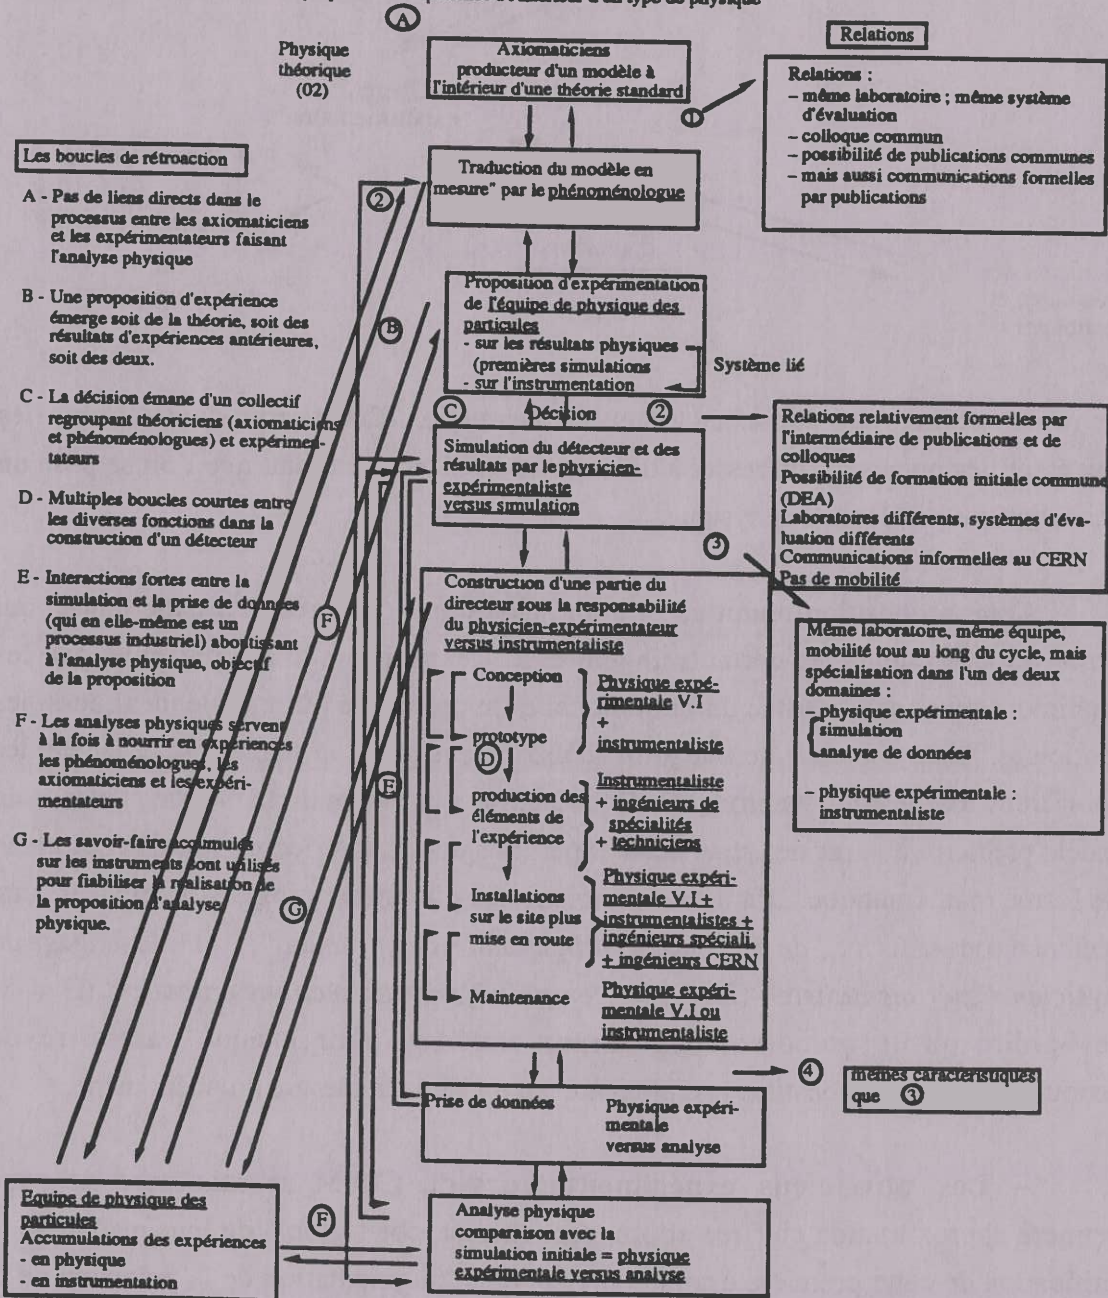 A
Physique
théorique
(02)
Axiomaticiens
producteur d'un modèle à
l'intérieur d'une théorie standard
Relations
1
Relations :
– même laboratoire ; même système
d'évaluation
– colloque commun
– possibilité de publications communes
– mais aussi communications formelles
par publications
Les boucles de rétroaction
A - Pas de liens directs dans le
processus entre les axiomaticiens
et les expérimentateurs faisant
l'analyse physique
B - Une proposition d'expérience
émerge soit de la théorie, soit des
résultats d'expériences antérieures,
soit des deux.
C - La décision émane d'un collectif
regroupant théoriciens (axiomaticiens
et phénoménologues) et expérimen-
tateurs
D - Multiples boucles courtes entre
les diverses fonctions dans la
construction d'un détecteur
E - Interactions fortes entre la
simulation et la prise de données
(qui en elle-même est un
processus industriel) aboutissant
à l'analyse physique, objectif
de la proposition
F - Les analyses physiques servent
à la fois à nourrir en expériences
les phénoménologues, les
axiomaticiens et les expéri-
mentateurs
G - Les savoir-faire accumulés
sur les instruments sont utilisés
pour fiabiliser la réalisation de
la proposition d'analyse
physique.
2
Traduction du modèle en
mesure" par le phénoménologue
B
Proposition d'expérimentation
de l'équipe de physique des
particules
- sur les résultats physiques
(premières simulations
- sur l'instrumentation
Système lié
C
Décision
2
Relations relativement formelles par
l'intermédiaire de publications et de
colloques
Possibilité de formation initiale commune
(DEA)
Laboratoires différents, systèmes d'éva-
luation différents
Communications informelles au CERN
Pas de mobilité
Simulation du détecteur et des
résultats par le physicien-
expérimentaliste
versus simulation
3
Même laboratoire, même équipe,
mobilité tout au long du cycle, mais
spécialisation dans l'un des deux
domaines :
– physique expérimentale :
simulation
analyse de données
– physique expérimentale :
instrumentaliste
F
E
G
Construction d'une partie du
directeur sous la responsabilité
du physicien-expérimentateur
versus instrumentaliste
Conception
Physique expé-
rimentale V.I
+
instrumentaliste
prototype
D
production des
éléments de
l'expérience
Instrumentaliste
+ ingénieurs de
spécialités
+ techniciens
Installations
sur le site plus
mise en route
Physique expéri-
mentale V.I +
instrumentalistes +
ingénieurs spéciali.
+ ingénieurs CERN
Maintenance
Physique expéri-
mentale V.I ou
instrumentaliste
Prise de données
Physique expéri-
mentale
versus analyse
4
mêmes caractéristiques
que 3
Equipe de physique des
particules
Accumulations des expériences
- en physique
- en instrumentation
F
Analyse physique
comparaison avec la
simulation initiale = physique
expérimentale versus analyse